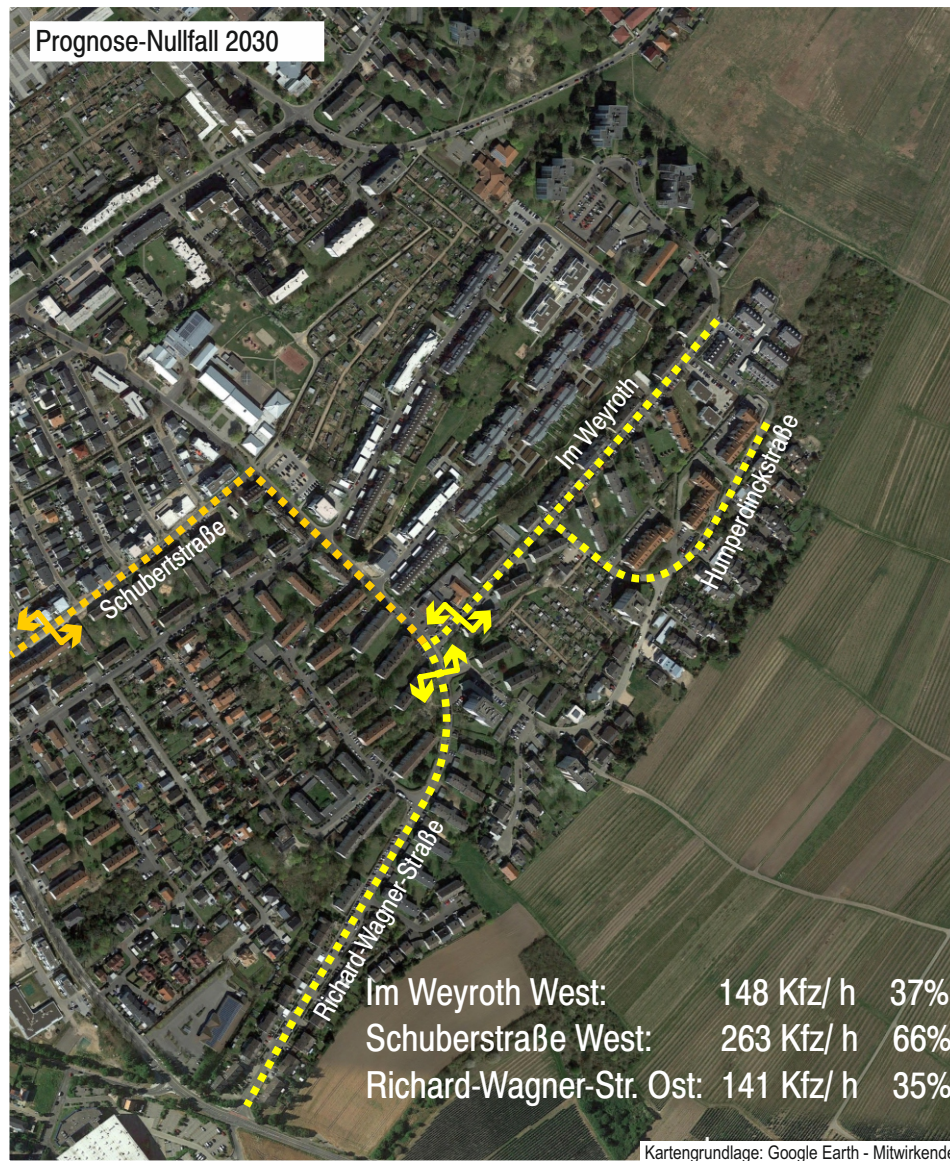 Prognose-Nullfall 2030
Im Weyroth
Humperdinckstraße
Schubertstraße
Richard-Wagner-Straße
Im Weyroth West: 148 Kfz/ h 37%
Schuberstraße West: 263 Kfz/ h 66%
Richard-Wagner-Str. Ost: 141 Kfz/ h 35%
Kartengrundlage: Google Earth - Mitwirkende